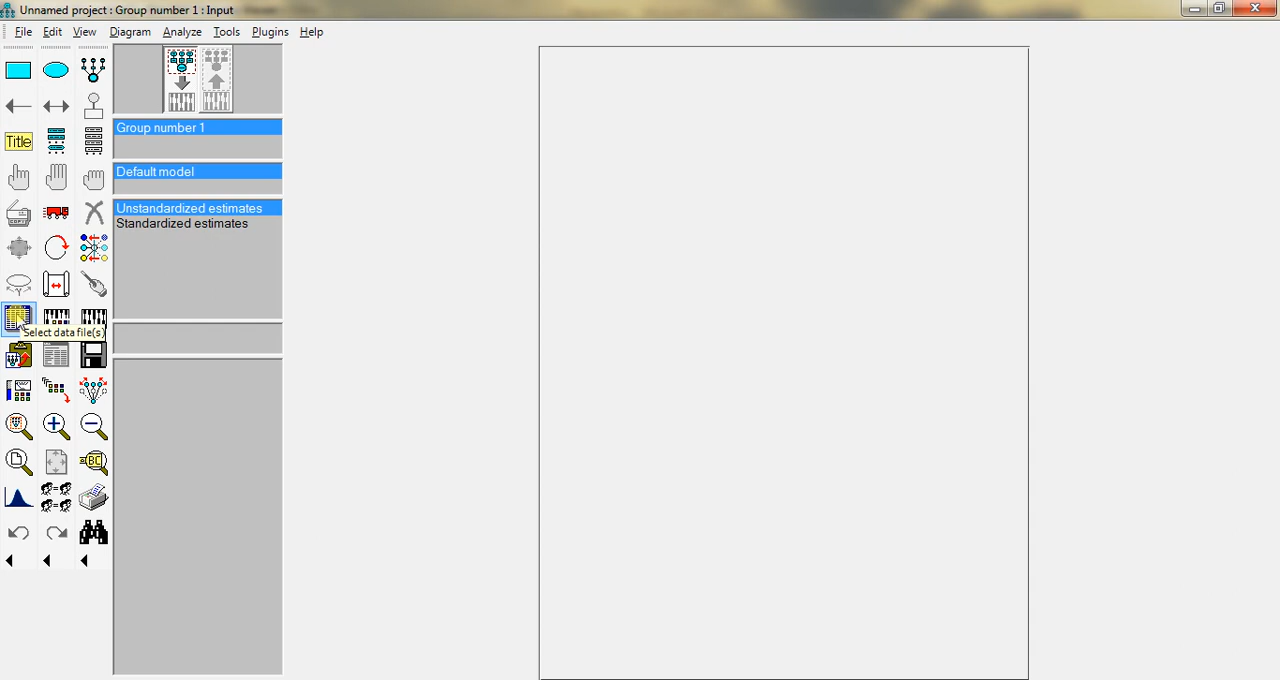 Unnamed project : Group number 1 : Input
File Edit View Diagram Analyze Tools Plugins Help
Title
Group number 1
Default model
Unstandardized estimates
Standardized estimates
Select data file(s)